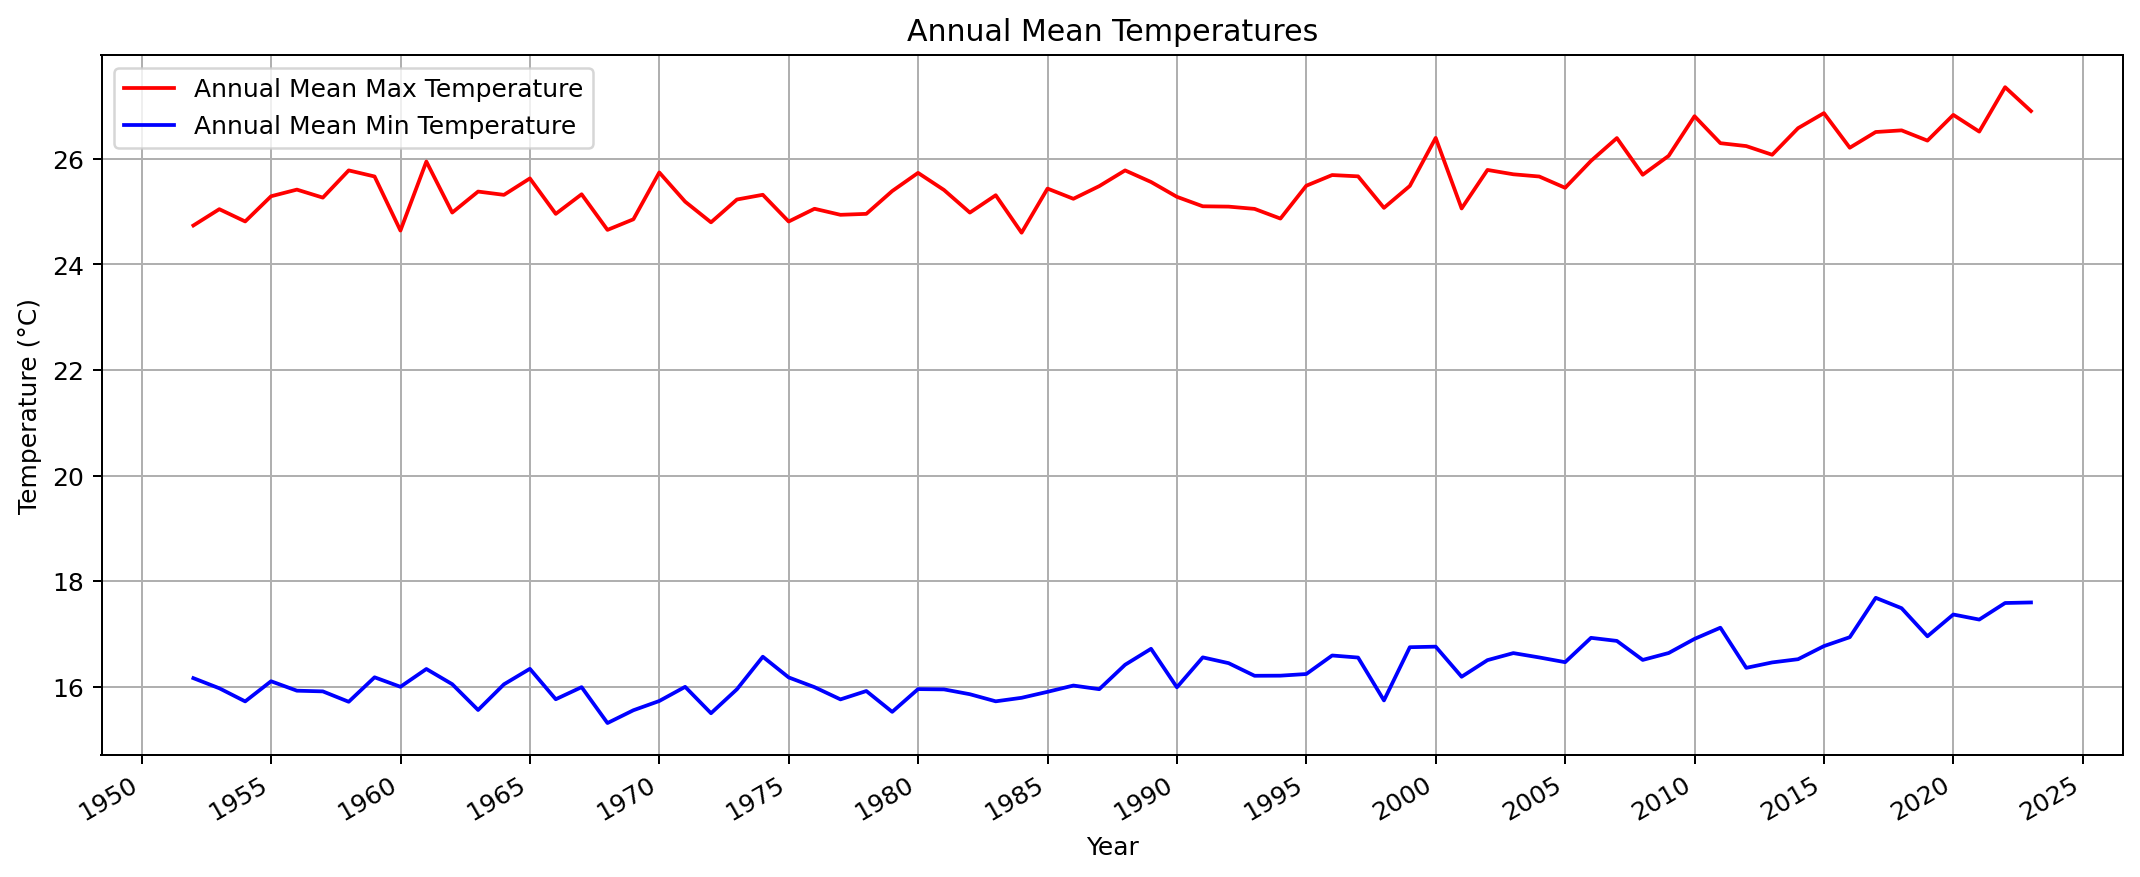 Annual Mean Temperatures
Annual Mean Max Temperature
Annual Mean Min Temperature
Temperature (°C)
26
24
22
20
18
16
1950 1955 1960 1965 1970 1975 1980 1985 1990 1995 2000 2005 2010 2015 2020 2025
Year